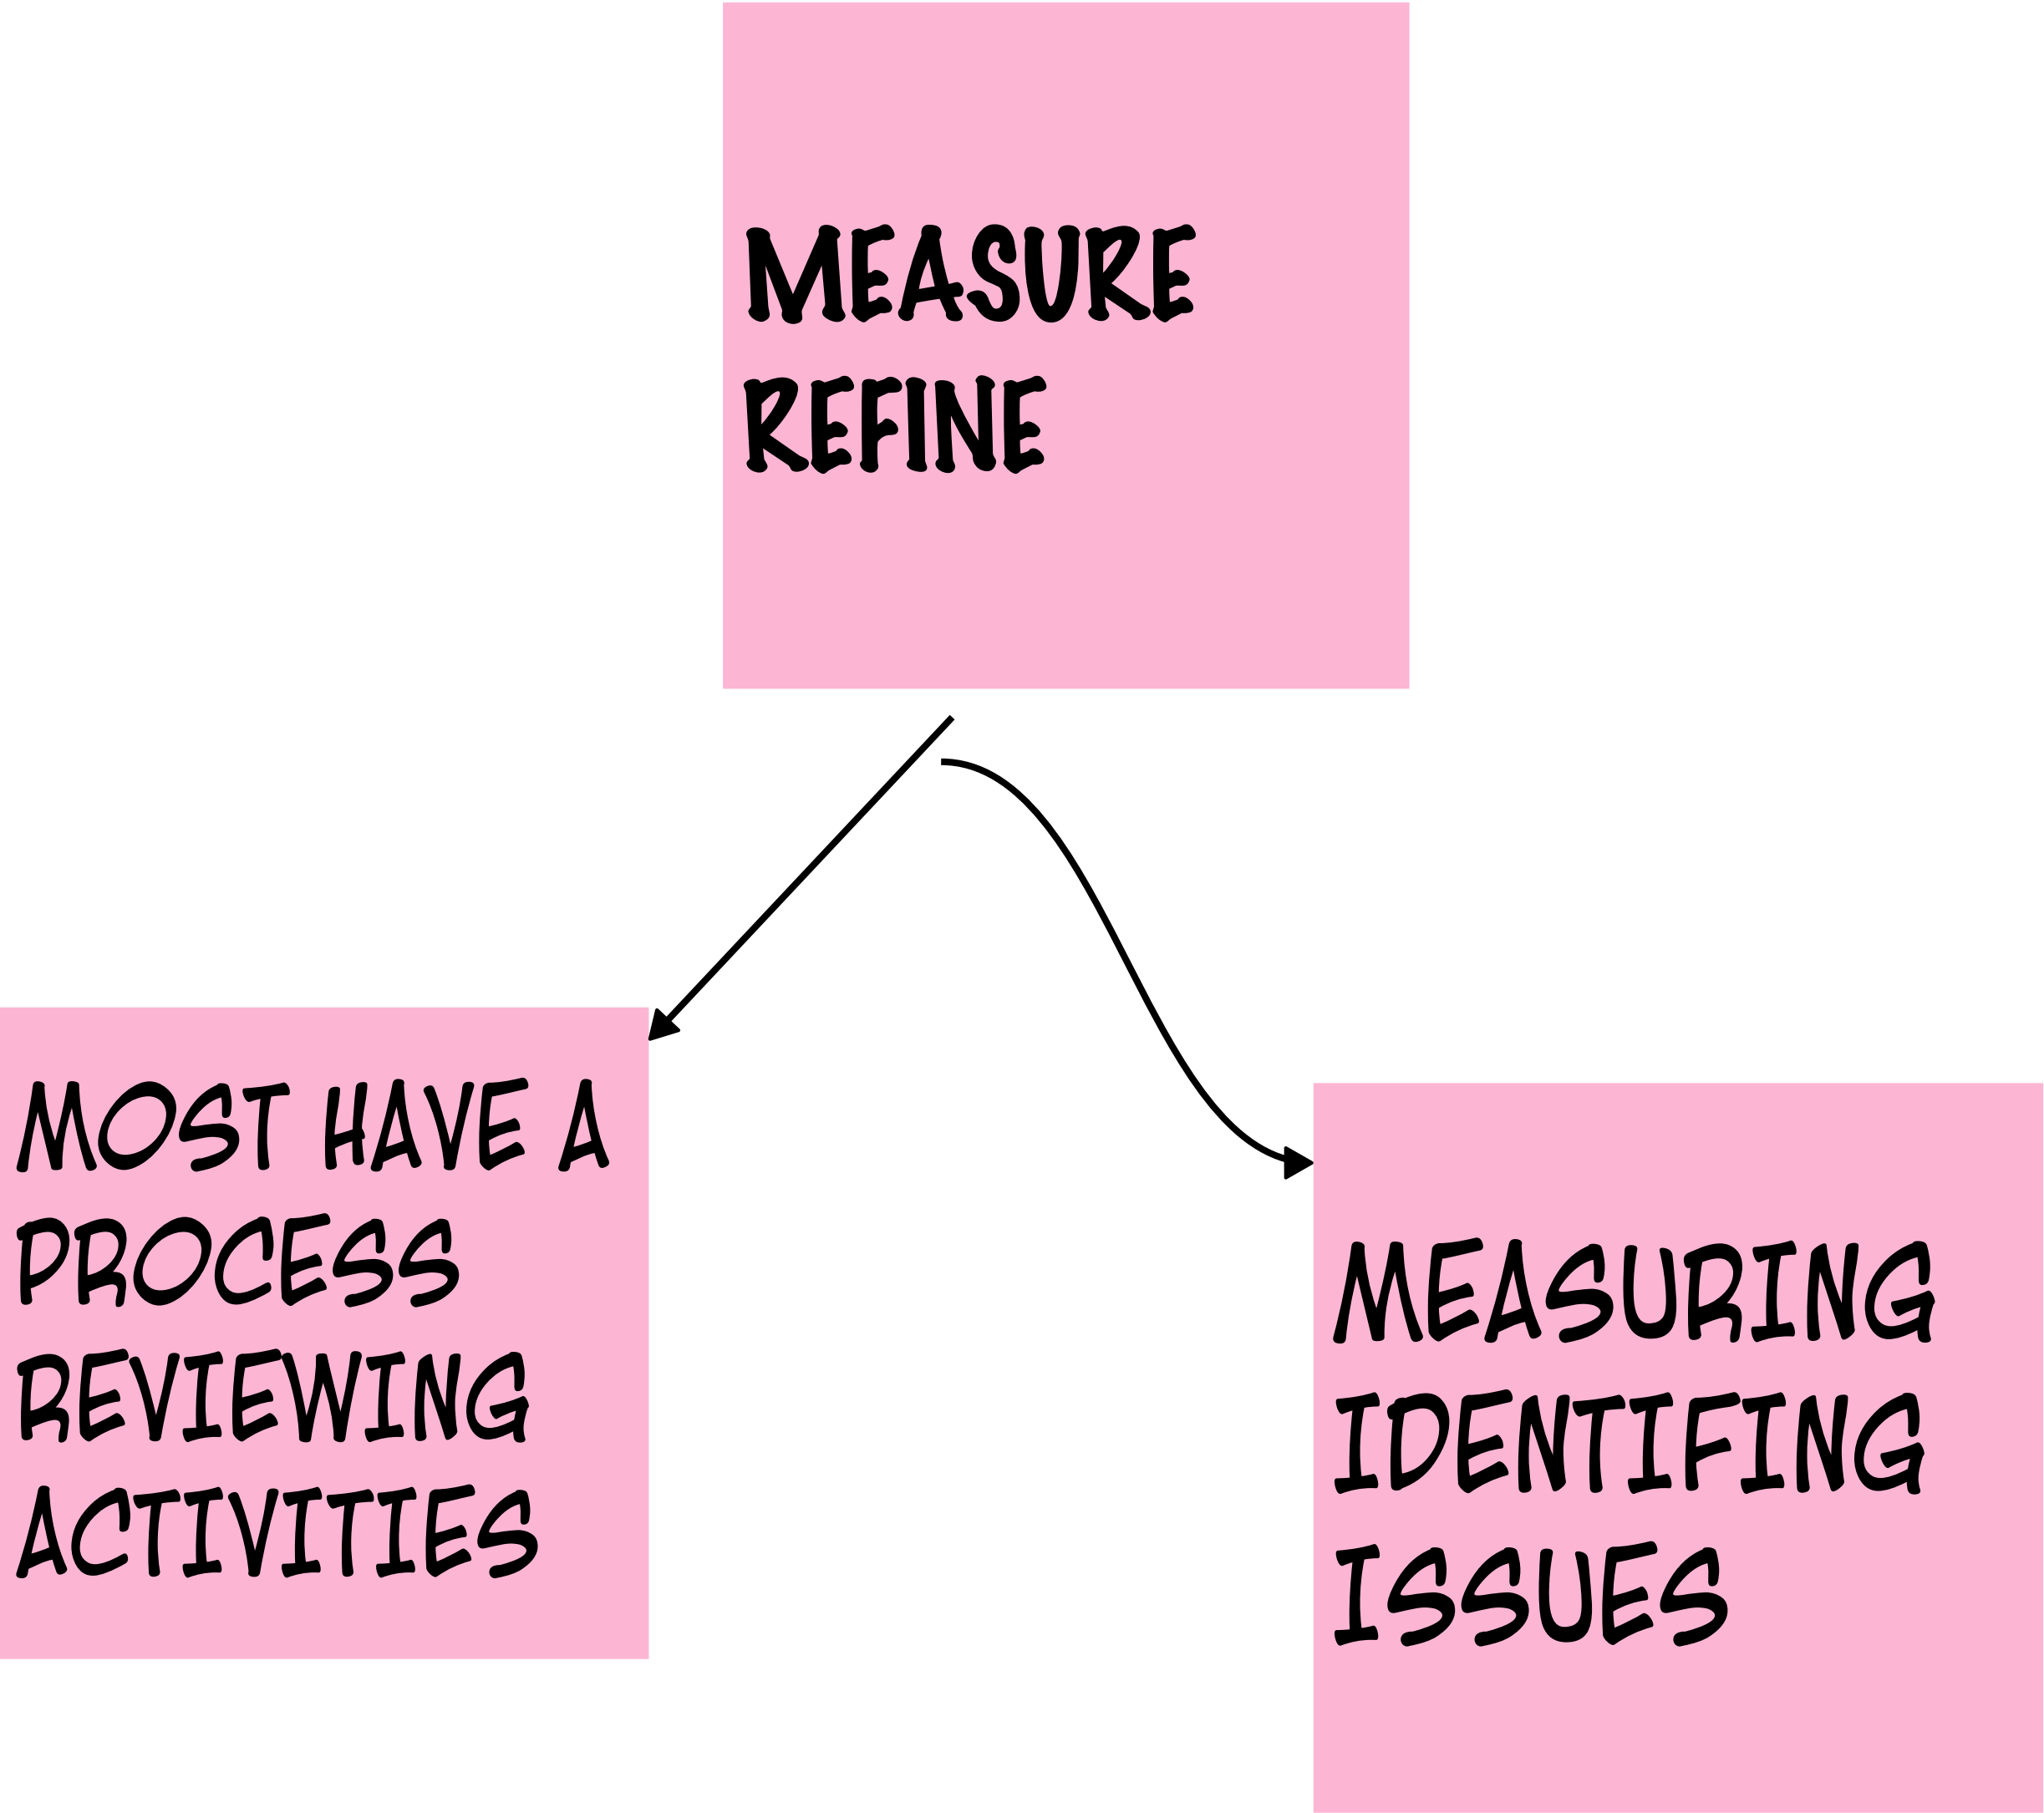 MEASURE
REFINE
MOST HAVE A
PROCESS
REVIEWING
ACTIVITIES
MEASURING
IDENTIFING
ISSUES